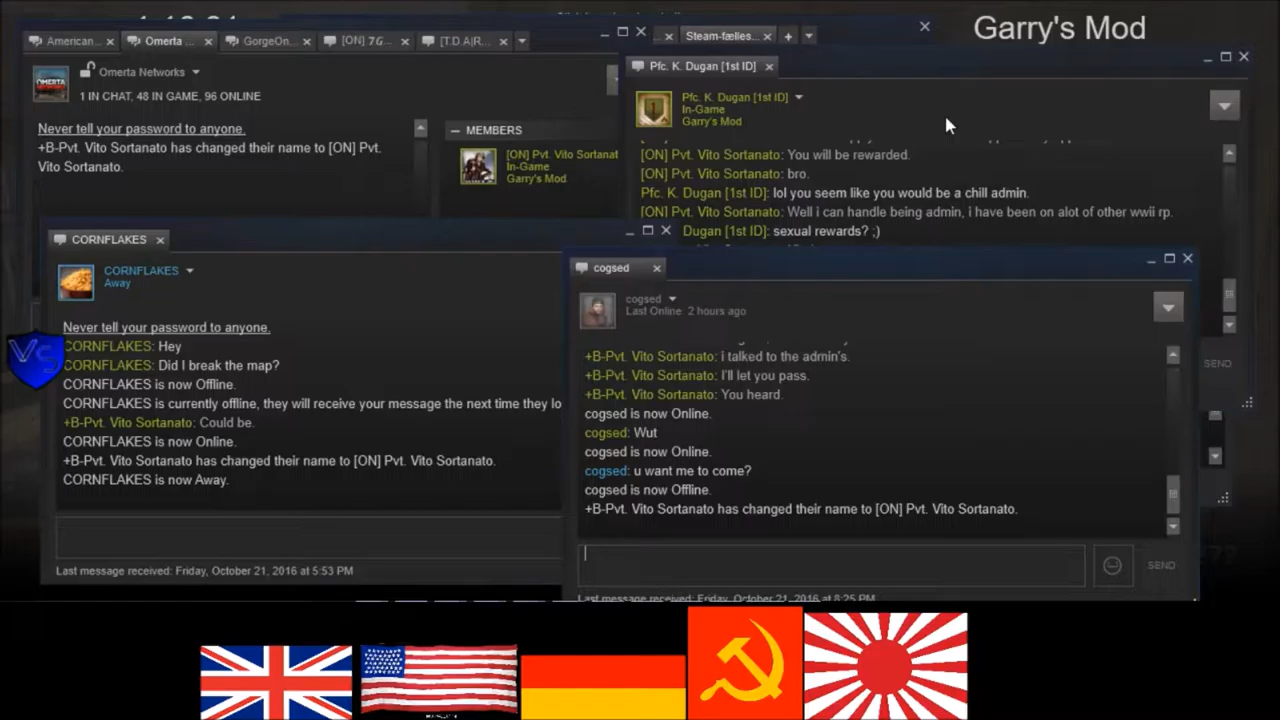 Garry's Mod
American...
Omerta ...
GorgeOn...
[ON] 7G...
[T.D.A|R...
Steam-fælles...
Omerta Networks
1 IN CHAT, 48 IN GAME, 96 ONLINE
Never tell your password to anyone.
+B-Pvt. Vito Sortanato has changed their name to [ON] Pvt.
Vito Sortanato.
MEMBERS
[ON] Pvt. Vito Sortanat
In-Game
Garry's Mod
Pfc. K. Dugan [1st ID]
Pfc. K. Dugan [1st ID]
In-Game
Garry's Mod
[ON] Pvt. Vito Sortanato: You will be rewarded.
[ON] Pvt. Vito Sortanato: bro.
Pfc. K. Dugan [1st ID]: lol you seem like you would be a chill admin.
[ON] Pvt. Vito Sortanato: Well i can handle being admin, i have been on alot of other wwii rp.
Dugan [1st ID]: sexual rewards? ;)
SEND
CORNFLAKES
CORNFLAKES
Away
Never tell your password to anyone.
CORNFLAKES: Hey
CORNFLAKES: Did I break the map?
CORNFLAKES is now Offline.
CORNFLAKES is currently offline, they will receive your message the next time they lo
+B-Pvt. Vito Sortanato: Could be.
CORNFLAKES is now Online.
+B-Pvt. Vito Sortanato has changed their name to [ON] Pvt. Vito Sortanato.
CORNFLAKES is now Away.
Last message received: Friday, October 21, 2016 at 5:53 PM
VS
cogsed
cogsed
Last Online 2 hours ago
+B-Pvt. Vito Sortanato: i talked to the admin's.
+B-Pvt. Vito Sortanato: I'll let you pass.
+B-Pvt. Vito Sortanato: You heard.
cogsed is now Online.
cogsed: Wut
cogsed is now Online.
cogsed: u want me to come?
cogsed is now Offline.
+B-Pvt. Vito Sortanato has changed their name to [ON] Pvt. Vito Sortanato.
SEND
Last message received: Friday, October 21, 2016 at 8:25 PM